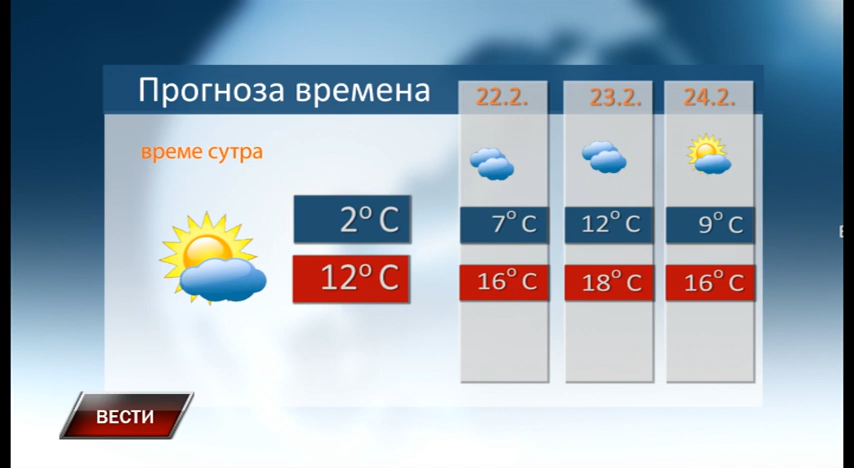 Прогноза времена
време сутра
2° C
12° C
22.2.
7° C
16° C
23.2.
12° C
18° C
24.2.
9° C
16° C
ВЕСТИ